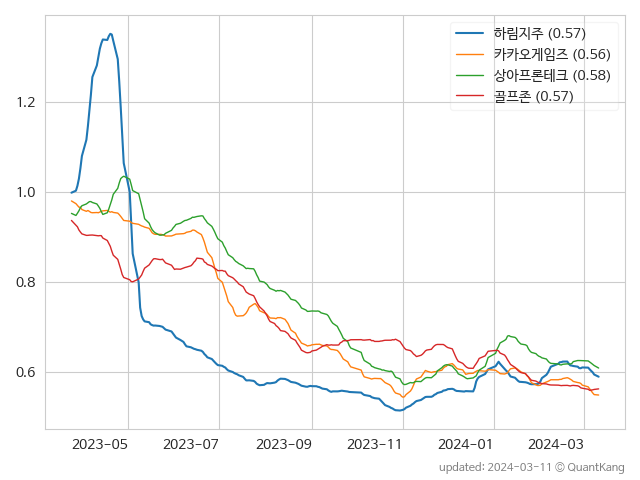 하림지주 (0.57)
카카오게임즈 (0.56)
상아프론테크 (0.58)
골프존 (0.57)
1.2
1.0
0.8
0.6
2023-05 2023-07 2023-09 2023-11 2024-01 2024-03
updated: 2024-03-11 © QuantKang